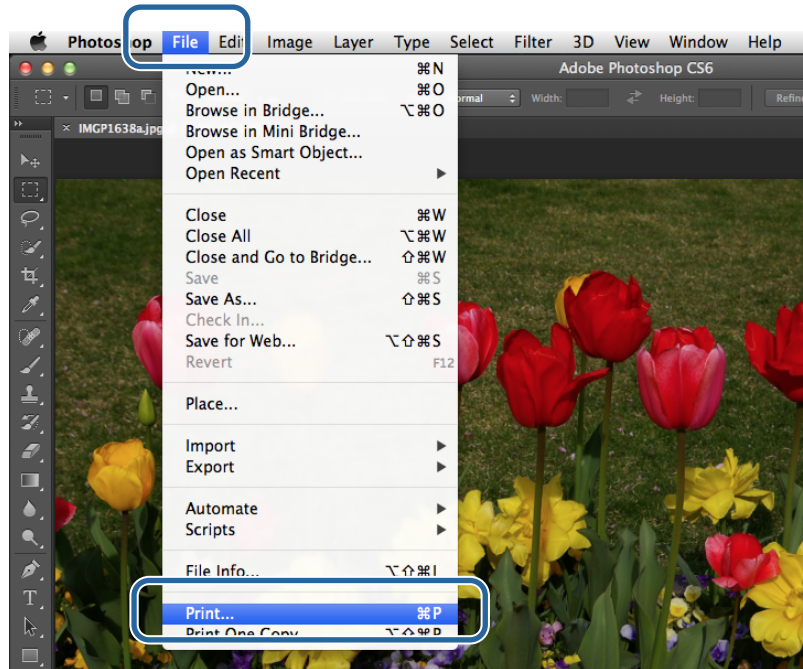 Photoshop File Edit Image Layer Type Select Filter 3D View Window Help
Adobe Photoshop CS6
New... ⌘N
Open... ⌘O
Width: Height:
Browse in Bridge... ⌥⌘O
× IMGP1638a.jpg
Browse in Mini Bridge...
Open as Smart Object...
Open Recent ▶
Close ⌘W
Close All ⌥⌘W
Close and Go to Bridge... ⇧⌘W
Save ⌘S
Save As... ⇧⌘S
Check In...
Save for Web... ⌥⇧⌘S
Revert F12
Place...
Import ▶
Export ▶
Automate ▶
Scripts ▶
File Info... ⌥⇧⌘I
Print... ⌘P
Print One Copy ⌥⇧⌘P